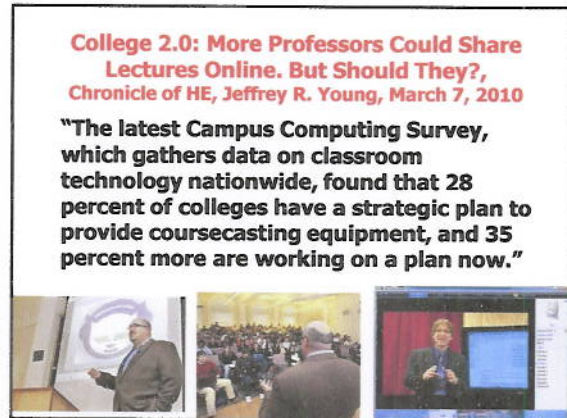 College 2.0: More Professors Could Share
Lectures Online. But Should They?,
Chronicle of HE, Jeffrey R. Young, March 7, 2010
“The latest Campus Computing Survey,
which gathers data on classroom
technology nationwide, found that 28
percent of colleges have a strategic plan to
provide coursecasting equipment, and 35
percent more are working on a plan now.”